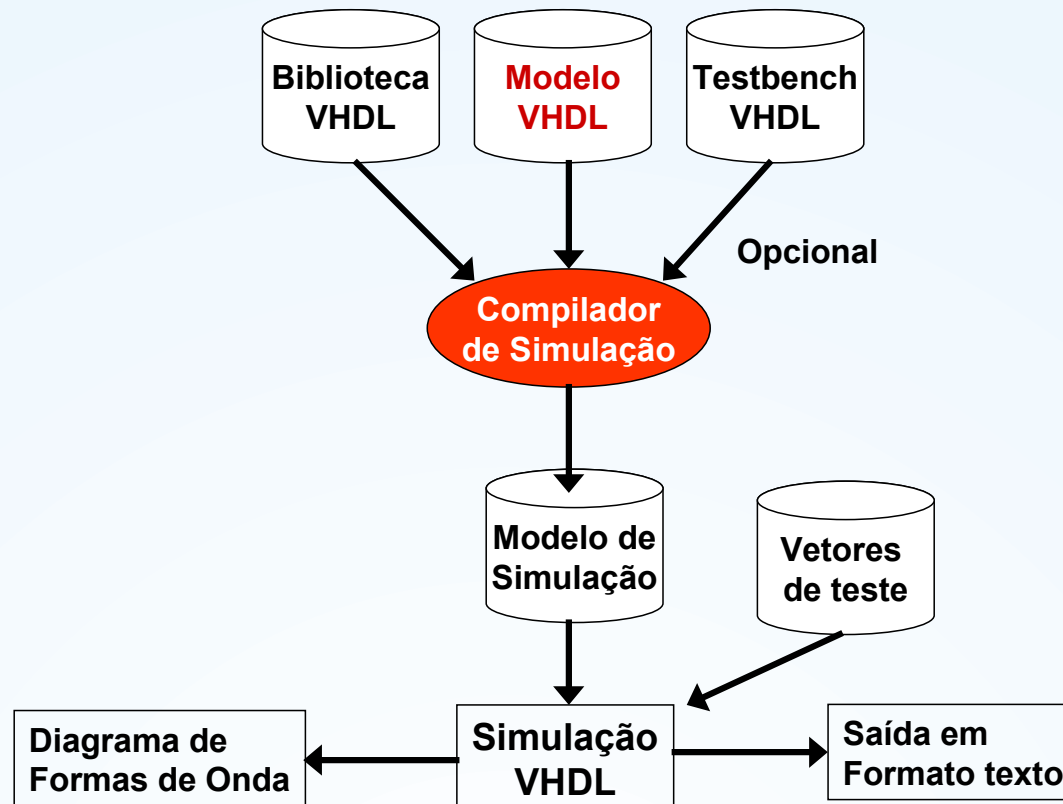 Biblioteca
VHDL
Modelo
VHDL
Testbench
VHDL
Opcional
Compilador
de Simulação
Modelo de
Simulação
Vetores
de teste
Diagrama de
Formas de Onda
Simulação
VHDL
Saída em
Formato texto